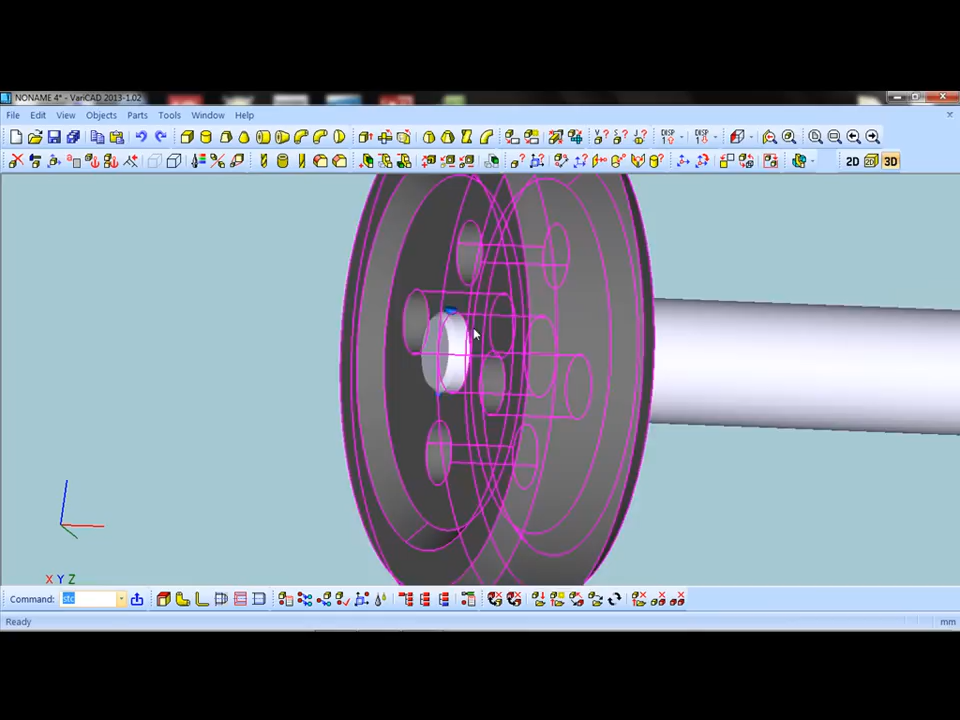 NONAME 4* - VariCAD 2013-1.02
File Edit View Objects Parts Tools Window Help
2D 3D
X Y Z
Command: stc
Ready mm